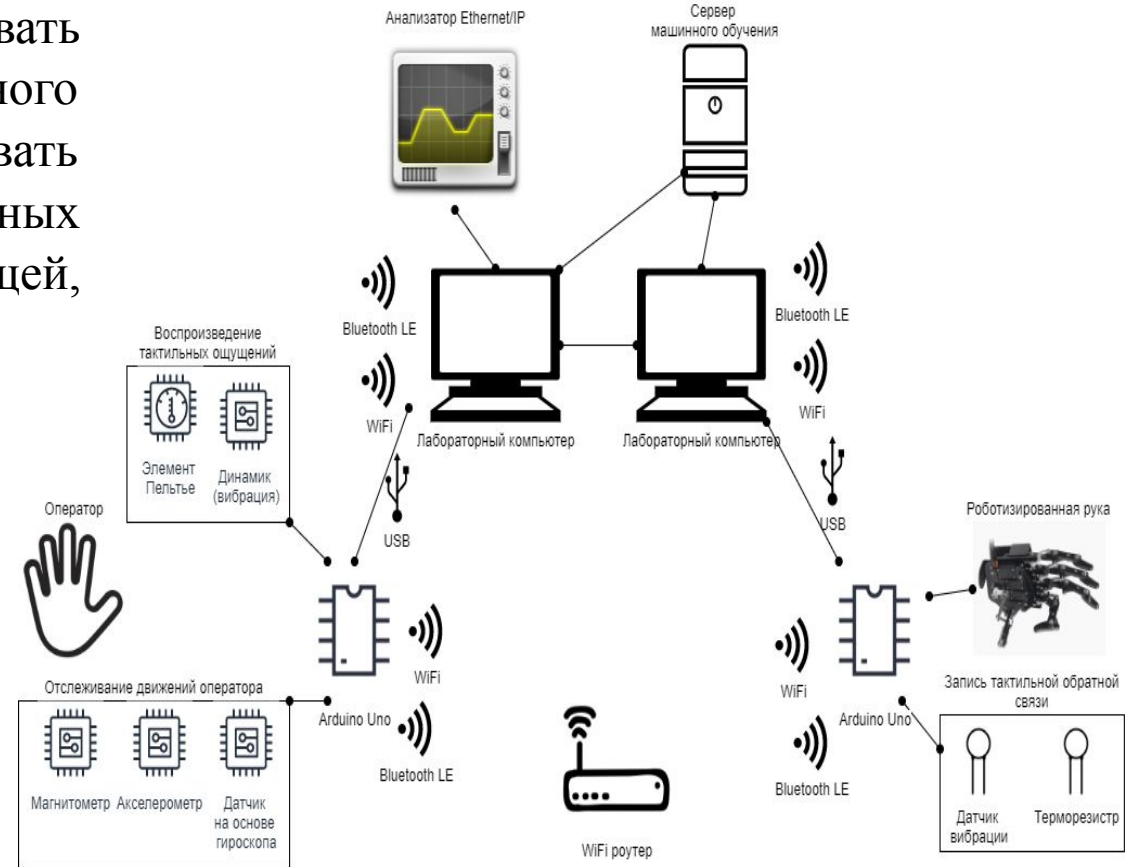 вать
ного
вать
ных
щей,
Анализатор Ethernet/IP
Сервер
машинного обучения
Bluetooth LE
WiFi
Лабораторный компьютер
Лабораторный компьютер
Bluetooth LE
WiFi
Воспроизведение
тактильных ощущений
Элемент
Пельтье
Динамик
(вибрация)
USB
USB
Оператор
Роботизированная рука
WiFi
Bluetooth LE
Arduino Uno
Отслеживание движений оператора
Магнитометр
Акселерометр
Датчик
на основе
гироскопа
WiFi роутер
WiFi
Bluetooth LE
Arduino Uno
Запись тактильной обратной
связи
Датчик
вибрации
Терморезистр